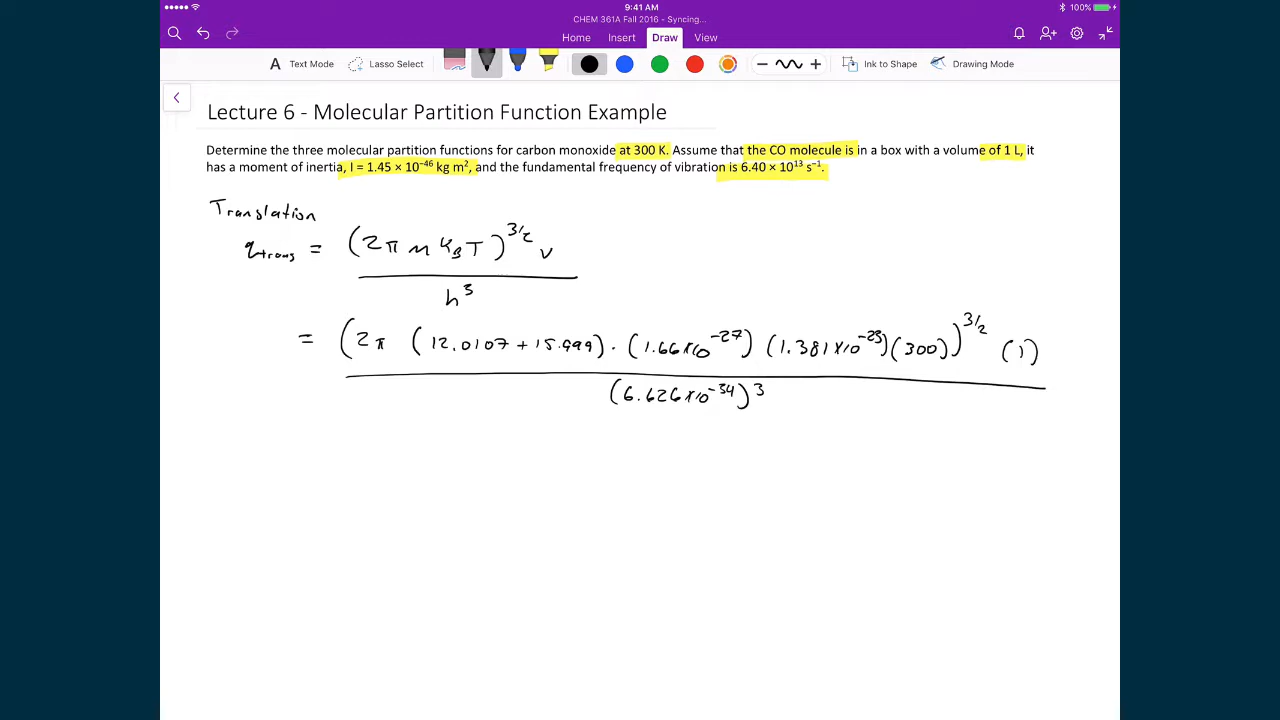 9:41 AM
100%
CHEM 361A Fall 2016 - Syncing...
Home Insert Draw View
A Text Mode Lasso Select Ink to Shape Drawing Mode
Lecture 6 - Molecular Partition Function Example
Determine the three molecular partition functions for carbon monoxide at 300 K. Assume that the CO molecule is in a box with a volume of 1 L, it
has a moment of inertia, I = 1.45 × 10⁻⁴⁶ kg m², and the fundamental frequency of vibration is 6.40 × 10¹³ s⁻¹.
Translation
q_trans = (2π m k_B T)^3/2 V
h³
= (2π (12.0107 + 15.999) · (1.66×10⁻²⁷) (1.381×10⁻²³)(300))^3/2 (1)
(6.626×10⁻³⁴)³